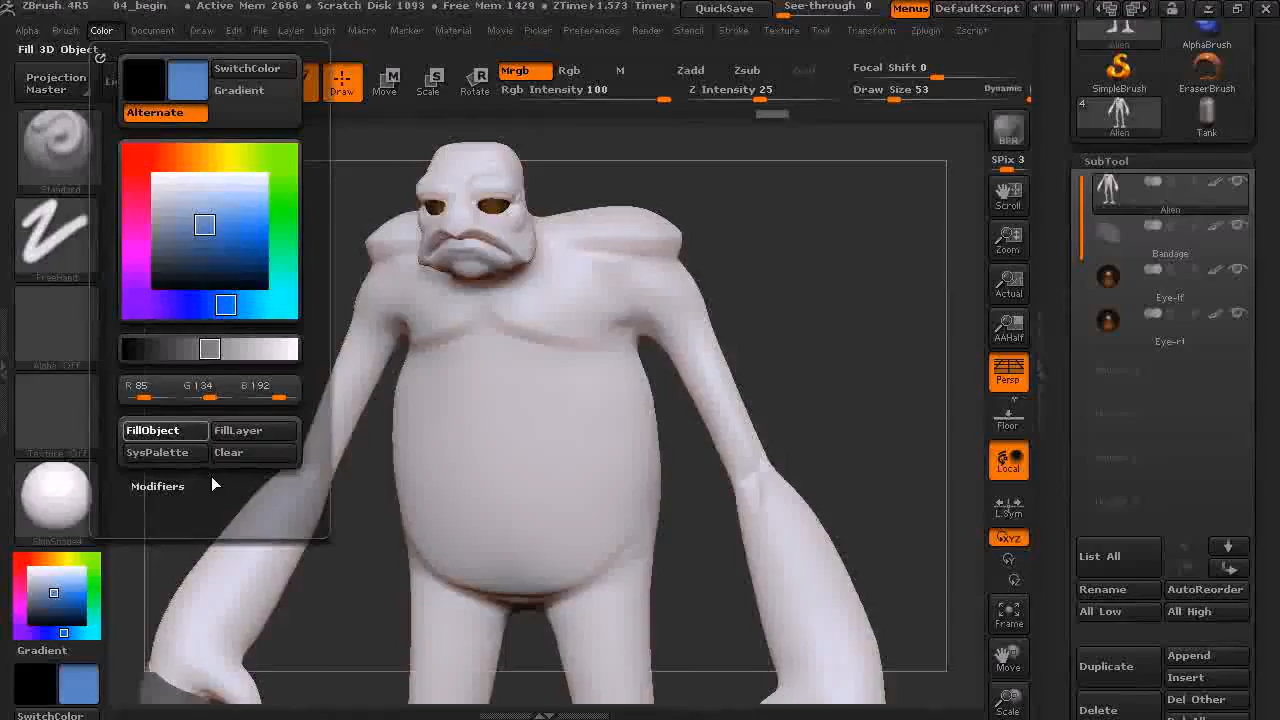 ZBrush 4R5 04_begin • Active Mem 2666 • Scratch Disk 1093 • Free Mem 1429 • ZTime▸1.573 Timer▸ QuickSave See-through 0 Menus DefaultZScript
Alpha Brush Color Document Draw Edit File Layer Light Macro Marker Material Movie Picker Preferences Render Stencil Stroke Texture Tool Transform Zplugin Zscript
Fill 3D Object
Projection
Master
SwitchColor
Gradient
Alternate
Draw
Move
Scale
Rotate
Mrgb Rgb M
Rgb Intensity 100
Zadd Zsub
Z Intensity 25
Focal Shift 0
Draw Size 53
Dynamic
Standard
FreeHand
Alpha Off
Texture Off
SkinShade4
R 85 G 134 B 192
FillObject FillLayer
SysPalette Clear
Modifiers
Gradient
SwitchColor
BPR
SPix 3
Scroll
Zoom
Actual
AAHalf
Persp
Floor
Local
L.Sym
XYZ
Frame
Move
Scale
Alien
AlphaBrush
SimpleBrush
EraserBrush
4
Alien
Tank
SubTool
Alien
Bandage
Eye-lf
Eye-rt
List All
Rename AutoReorder
All Low All High
Duplicate
Append
Insert
Delete
Del Other